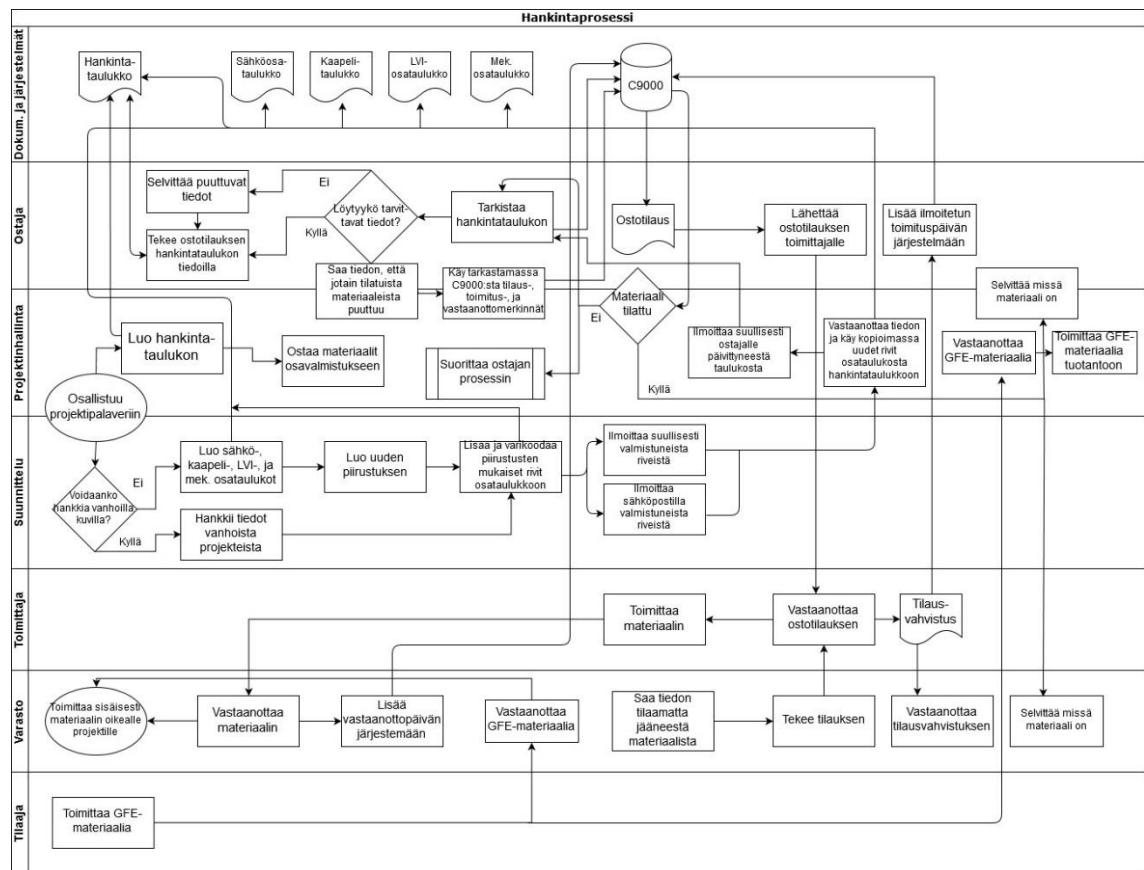 Hankintaprosessi
Dokum. ja järjestelmät
Hankinta-
taulukko
Sähköosa-
taulukko
Kaapeli-
taulukko
LVI-
osataulukko
Mek.
osataulukko
C9000
Ostaja
Selvittää puuttuvat
tiedot
Ei
Löytyykö tarvit-
tavat tiedot?
Kyllä
Tarkistaa
hankintataulukon
Ostotilaus
Lähettää
ostotilauksen
toimittajalle
Lisää ilmoitetun
toimituspäivän
järjestelmään
Tekee ostotilauksen
hankintataulukon
tiedoilla
Saa tiedon, että
jotain tilatuista
materiaaleista
puuttuu
Käy tarkastamassa
C9000:sta tilaus-,
toimitus-, ja
vastaanottomerkinnät
Materiaali
tilattu
Ei
Kyllä
Selvittää missä
materiaali on
Projektinhallinta
Luo hankinta-
taulukon
Ostaa materiaalit
osavalmistukseen
Suorittaa ostajan
prosessin
Ilmoittaa suullisesti
ostajalle
päivittyneestä
taulukosta
Vastaanottaa tiedon
ja käy kopioimassa
uudet rivit
osataulukosta
hankintataulukkoon
Vastaanottaa
GFE-materiaalia
Toimittaa GFE-
materiaalia
tuotantoon
Osallistuu
projektipalaveriin
Suunnittelu
Voidaanko
hankkia vanhoilla
kuvilla?
Ei
Kyllä
Luo sähkö-,
kaapeli-, LVI-, ja
mek. osataulukot
Luo uuden
piirustuksen
Lisää ja värikoodaa
piirustusten
mukaiset rivit
osataulukkoon
Ilmoittaa suullisesti
valmistuneista
riveistä
Ilmoittaa
sähköpostilla
valmistuneista
riveistä
Hankkii tiedot
vanhoista
projekteista
Toimittaja
Toimittaa
materiaalin
Vastaanottaa
ostotilauksen
Tilaus-
vahvistus
Varasto
Toimittaa sisäisesti
materiaalin oikealle
projektille
Vastaanottaa
materiaalin
Lisää
vastaanottopäivän
järjestemään
Vastaanottaa
GFE-materiaalia
Saa tiedon
tilaamatta
jääneestä
materiaalista
Tekee tilauksen
Vastaanottaa
tilausvahvistuksen
Selvittää missä
materiaali on
Tilaaja
Toimittaa GFE-
materiaalia